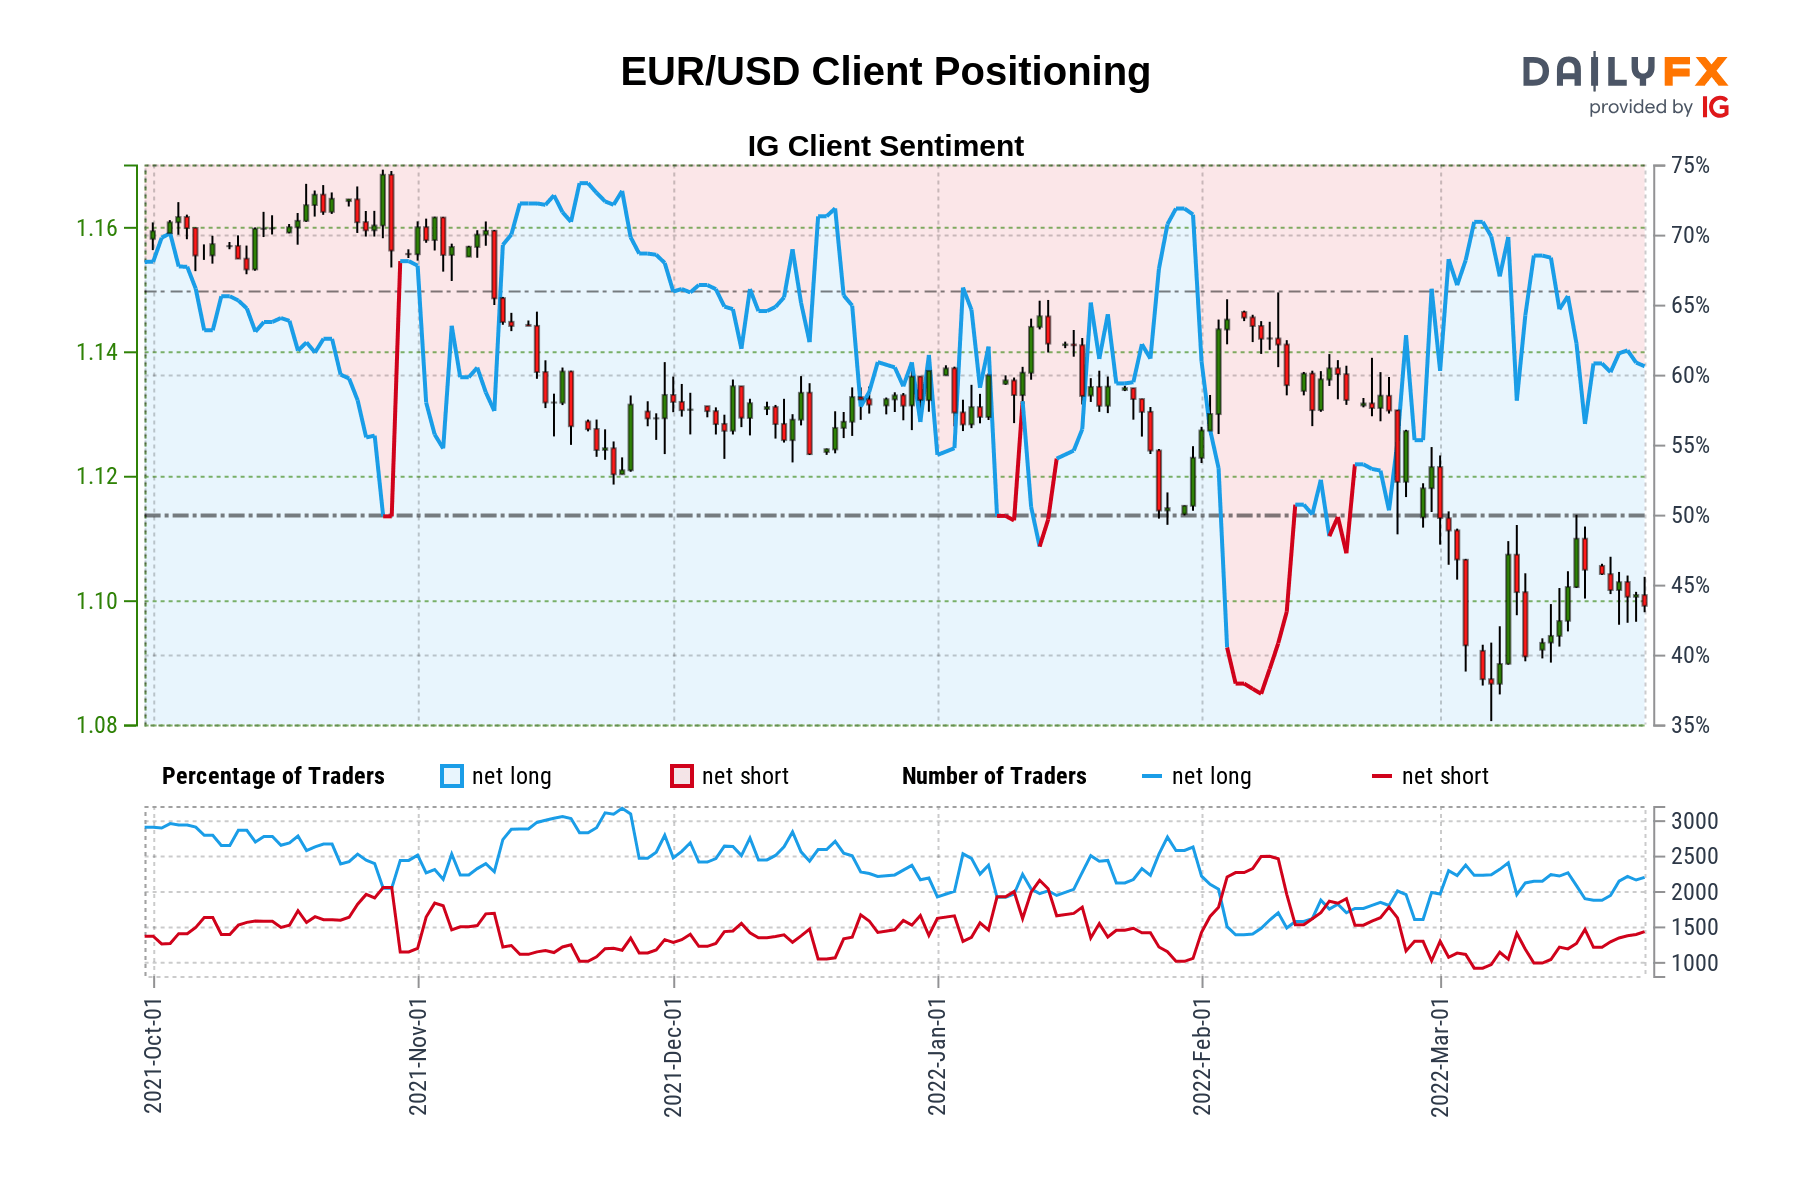 EUR/USD Client Positioning
DAILYFX
provided by IG
IG Client Sentiment
75%
1.16
70%
65%
1.14
60%
55%
1.12
50%
1.10
45%
40%
1.08
35%
Percentage of Traders
net long
net short
Number of Traders
net long
net short
3000
2500
2000
1500
1000
2021-Oct-01
2021-Nov-01
2021-Dec-01
2022-Jan-01
2022-Feb-01
2022-Mar-01